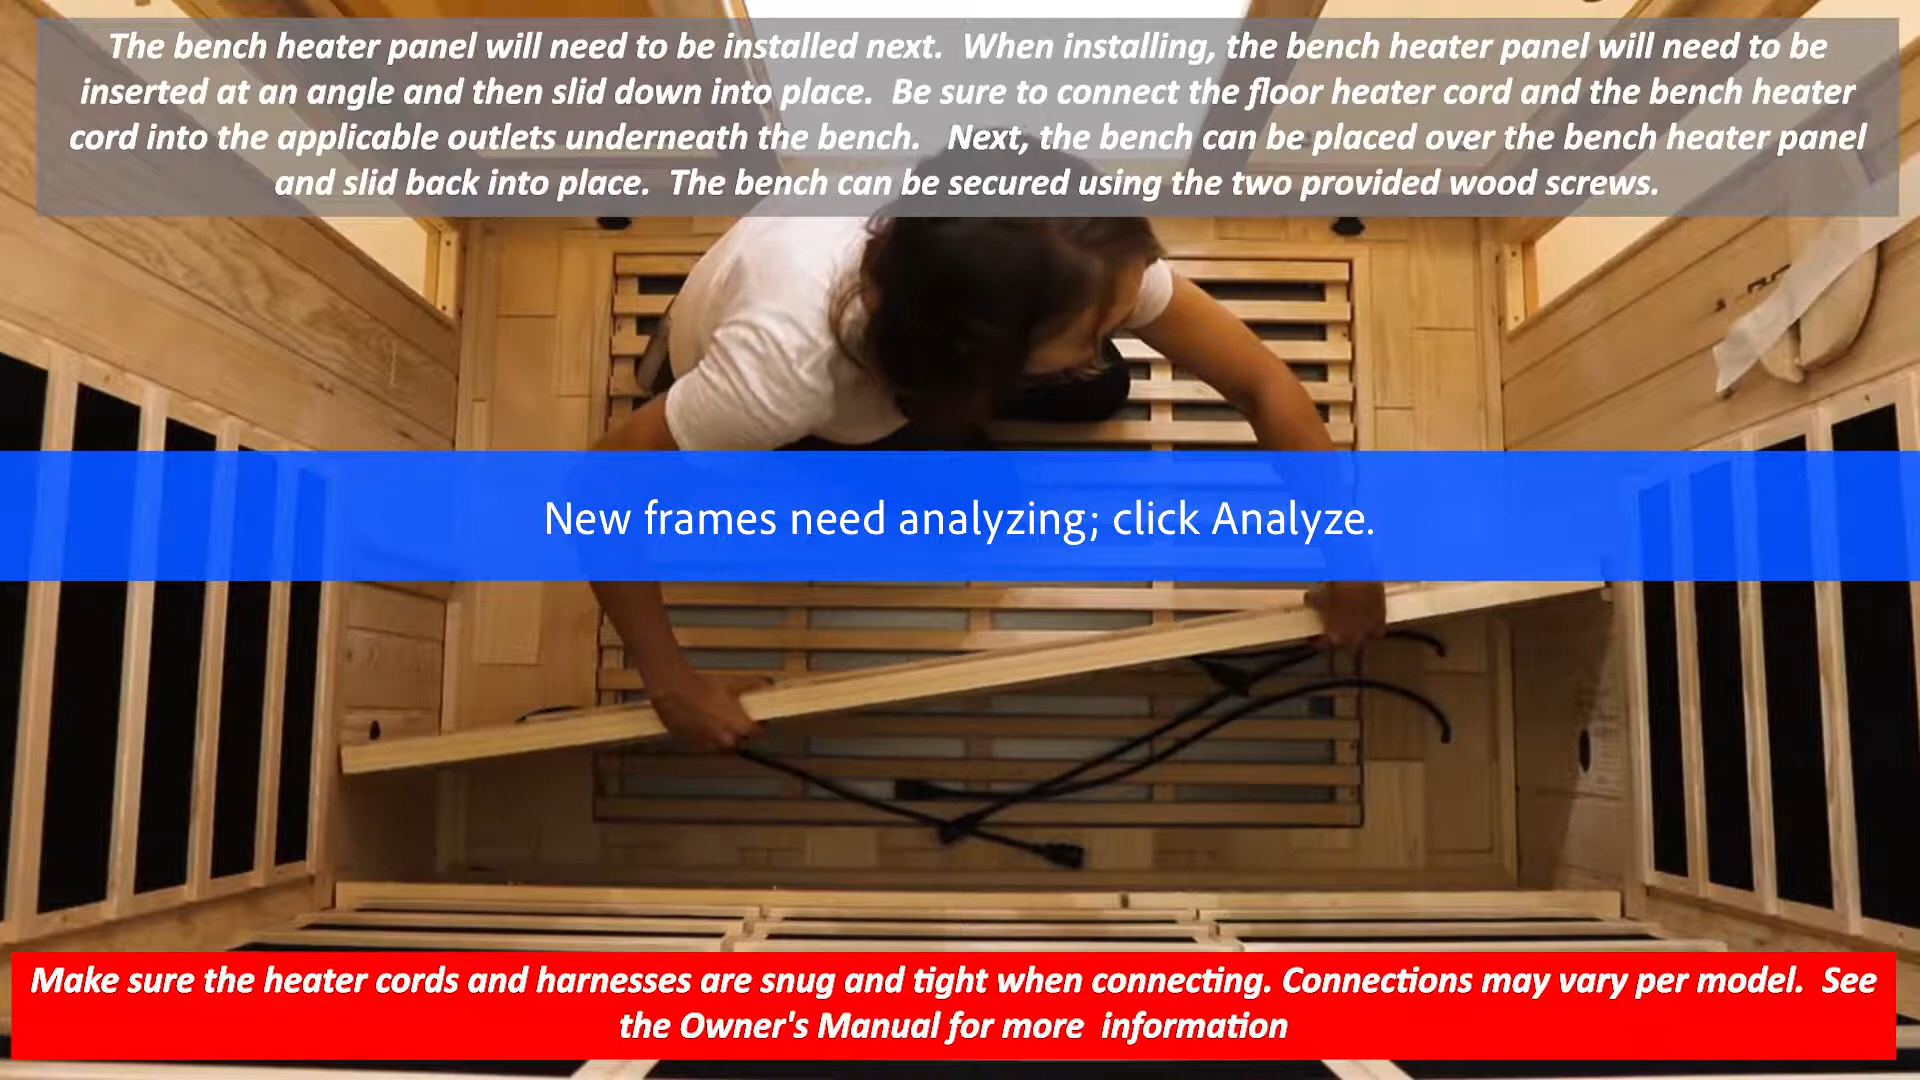 The bench heater panel will need to be installed next.  When installing, the bench heater panel will need to be
inserted at an angle and then slid down into place.  Be sure to connect the floor heater cord and the bench heater
cord into the applicable outlets underneath the bench.   Next, the bench can be placed over the bench heater panel
and slid back into place.  The bench can be secured using the two provided wood screws.
New frames need analyzing; click Analyze.
Make sure the heater cords and harnesses are snug and tight when connecting. Connections may vary per model.  See
the Owner's Manual for more  information